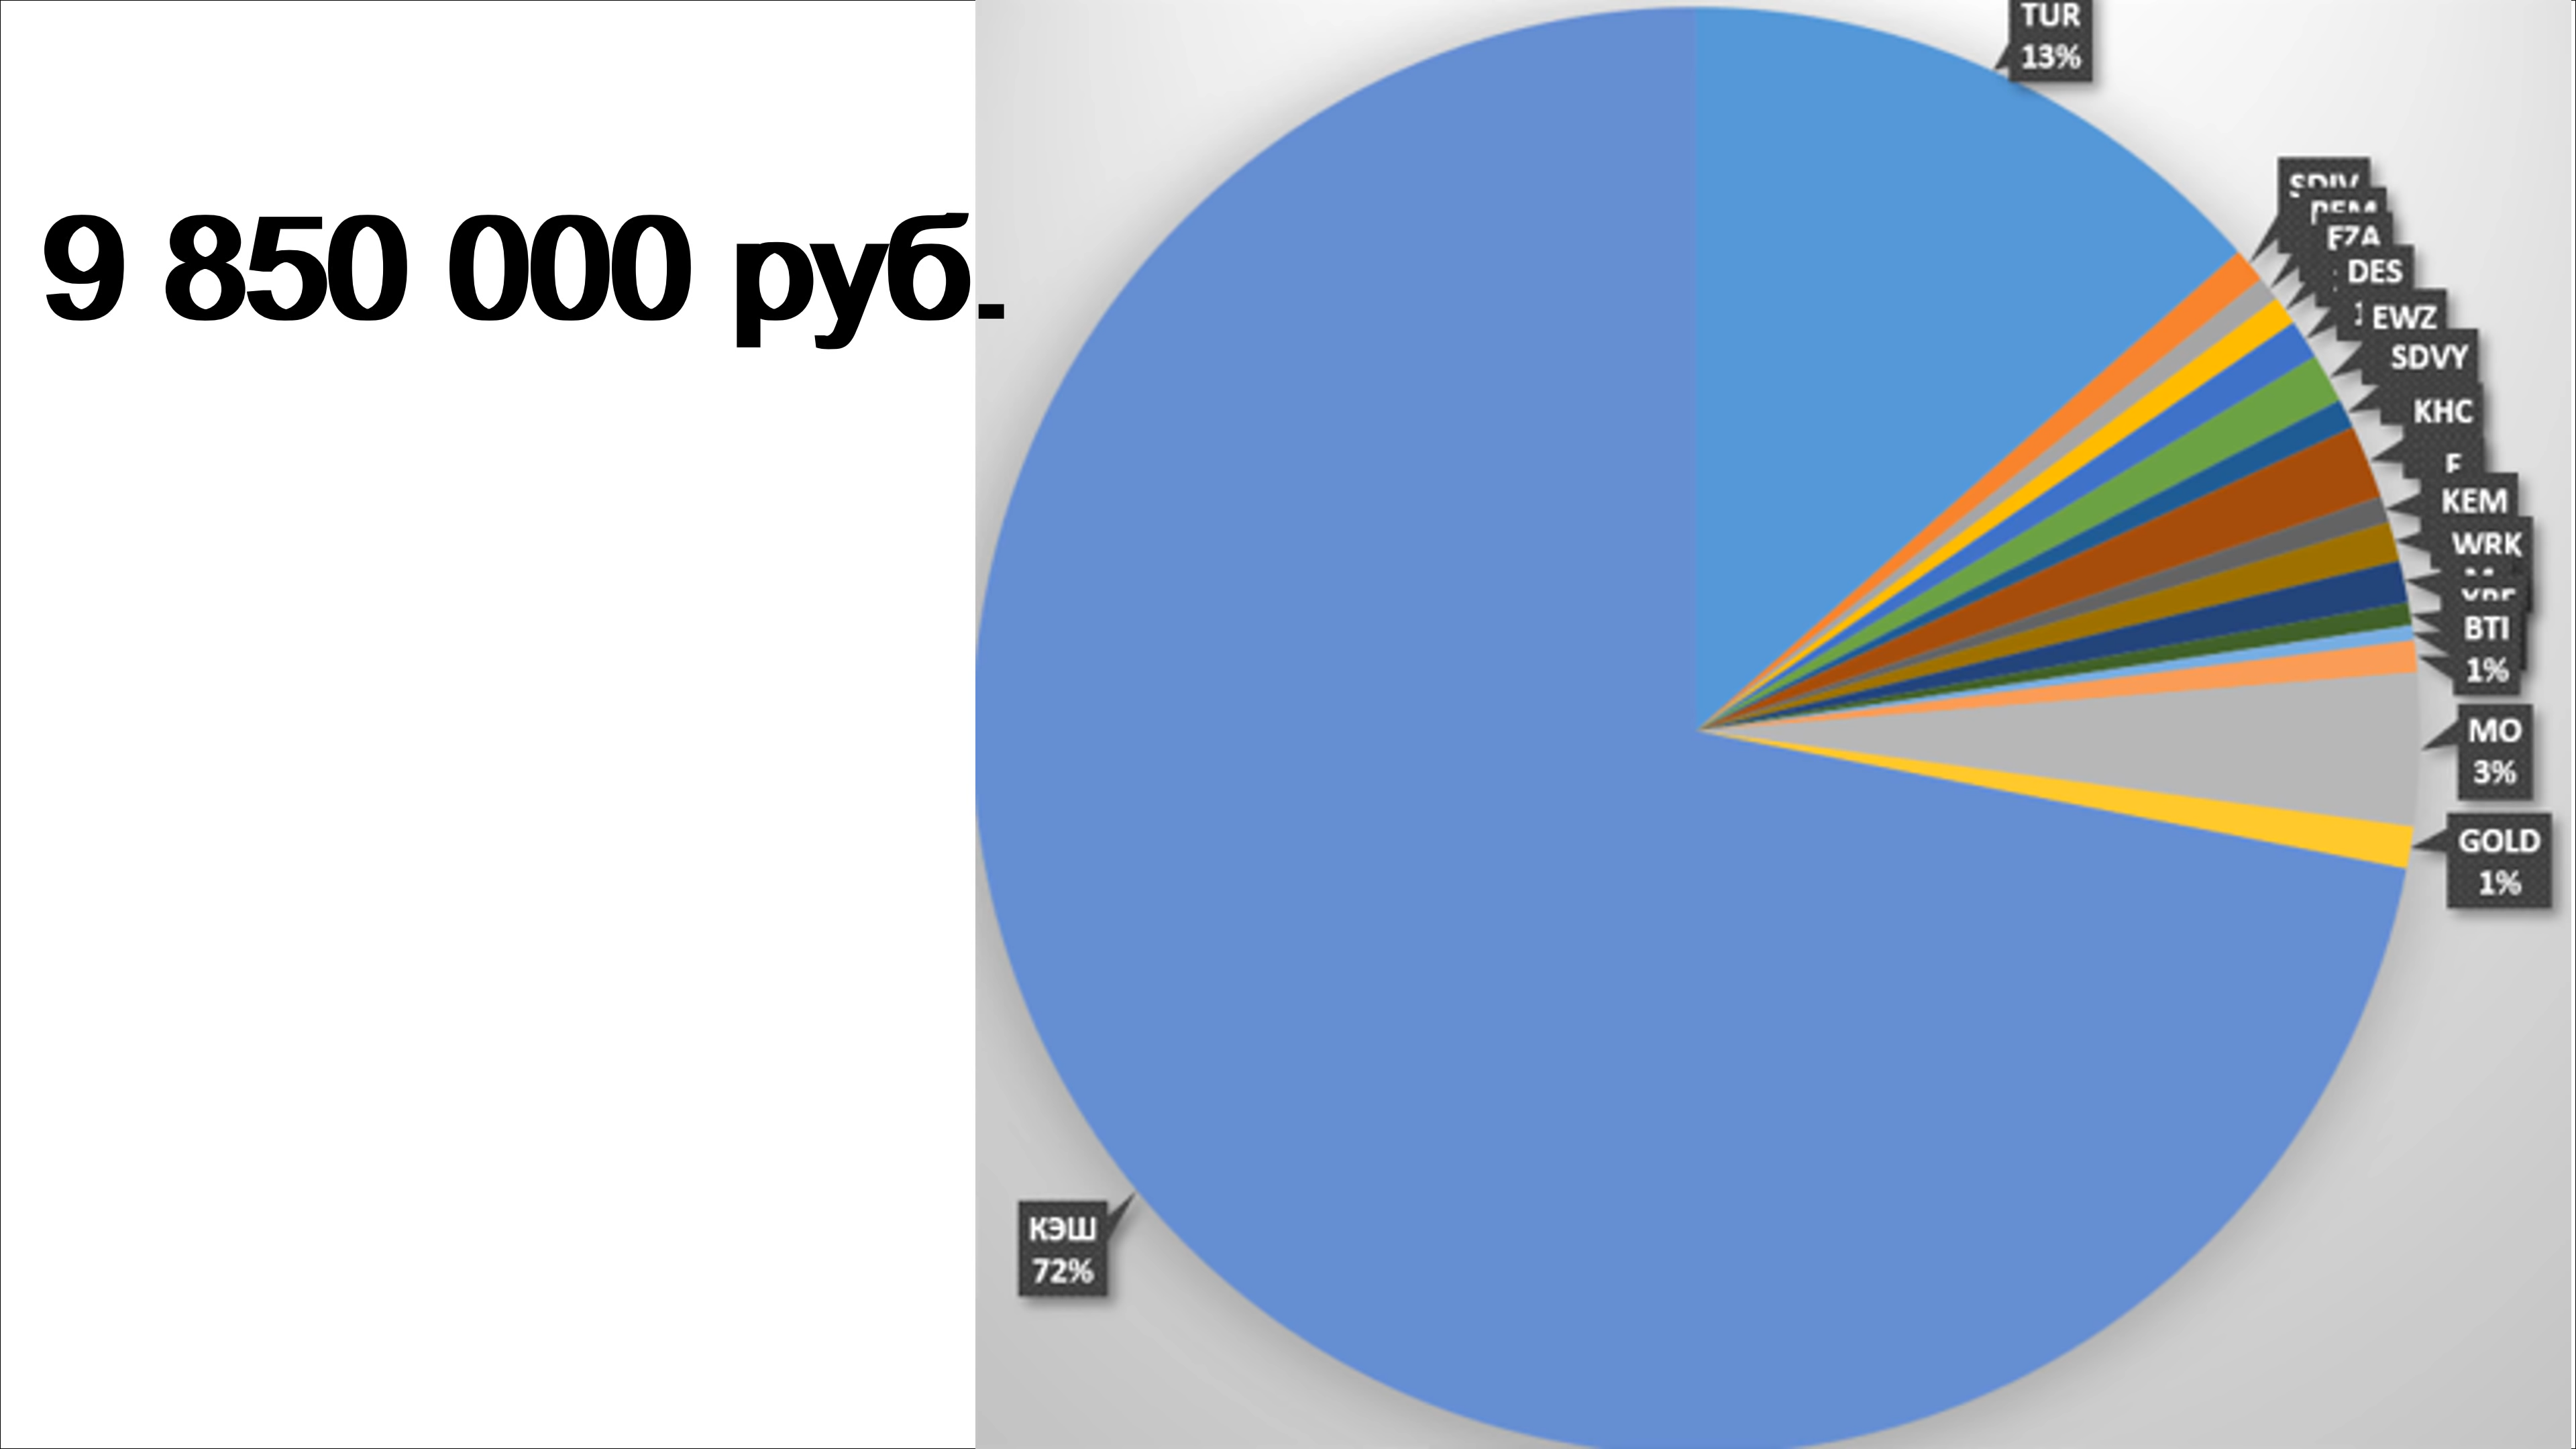 9 850 000 руб.
TUR
13%
DES
EWZ
SDVY
KHC
KEM
WRK
BTI
1%
MO
3%
GOLD
1%
КЭШ
72%